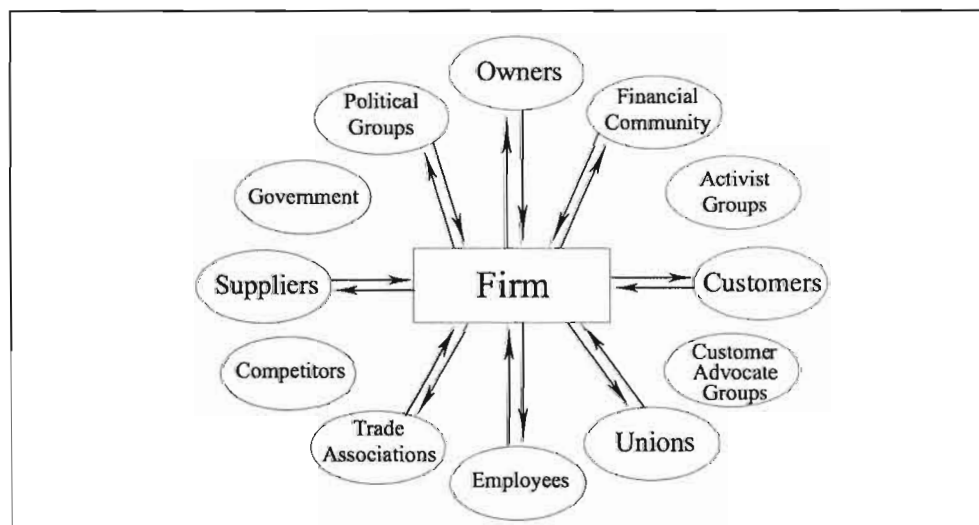 Owners
Political
Groups
Financial
Community
Government
Activist
Groups
Suppliers
Firm
Customers
Competitors
Customer
Advocate
Groups
Trade
Associations
Employees
Unions